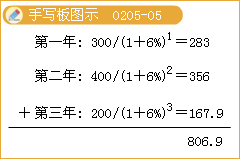 手写板图示 0205-05
第一年：300/(1＋6%)¹＝283
第二年：400/(1＋6%)²＝356
＋第三年：200/(1＋6%)³＝167.9
806.9